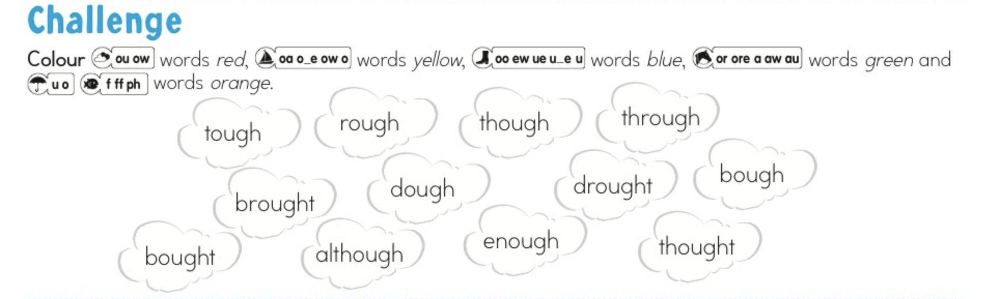 Challenge
Colour ou ow words red, oa o_e ow o words yellow, oo ew ue u_e u words blue, or ore a aw au words green and
u o f ff ph words orange.
tough rough though through
brought dough drought bough
bought although enough thought